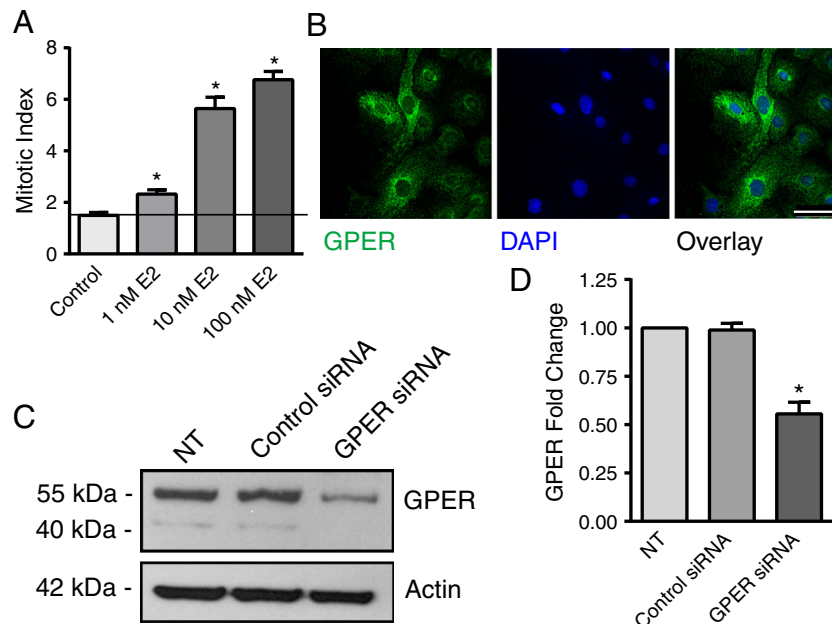 A
Mitotic Index
8
6
4
2
0
*
*
*
Control
1 nM E2
10 nM E2
100 nM E2
B
GPER
DAPI
Overlay
C
NT
Control siRNA
GPER siRNA
55 kDa -
40 kDa -
GPER
42 kDa -
Actin
D
GPER Fold Change
1.25
1.00
0.75
0.50
0.25
0.00
*
NT
Control siRNA
GPER siRNA